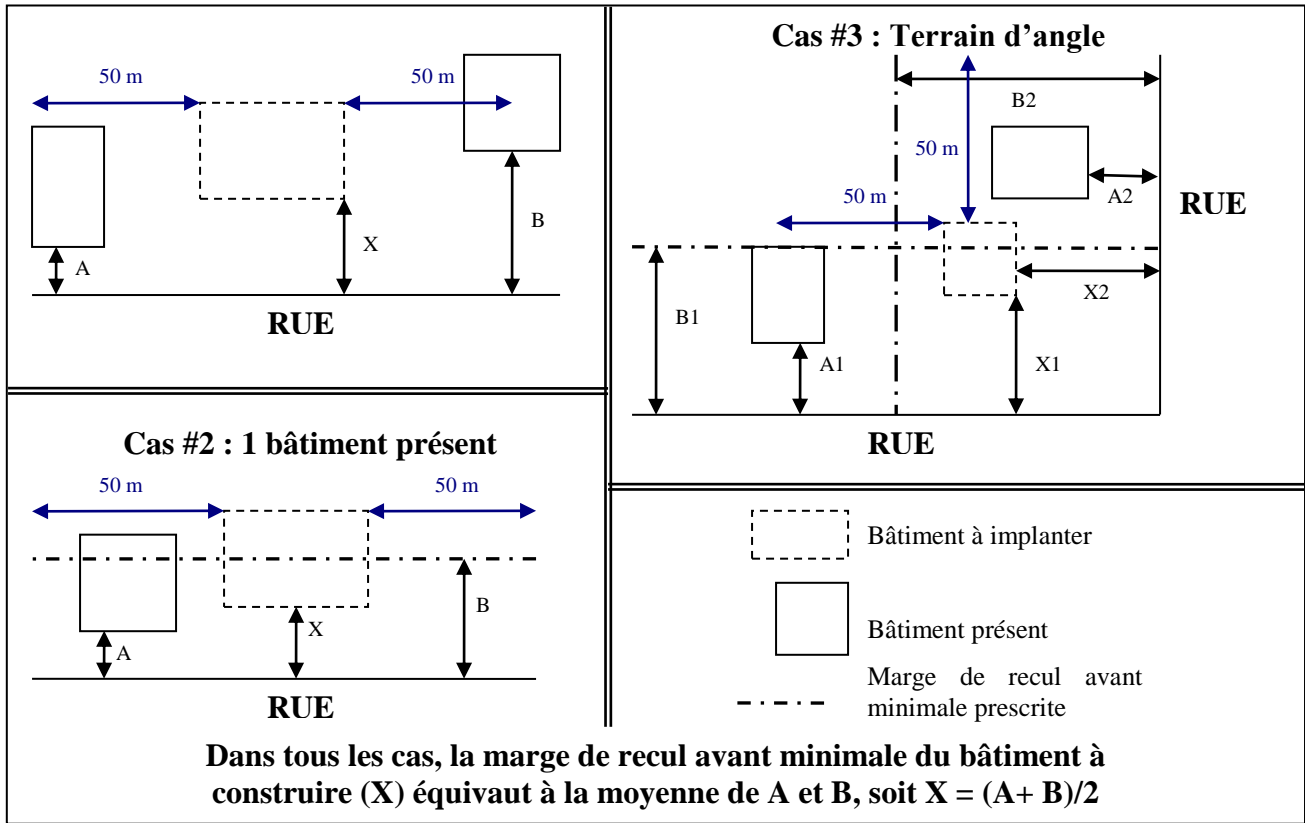 50 m
50 m
A
X
B
RUE
Cas #2 : 1 bâtiment présent
50 m
50 m
A
X
B
RUE
Cas #3 : Terrain d’angle
B2
50 m
A2
RUE
50 m
X2
B1
A1
X1
RUE
Bâtiment à implanter
Bâtiment présent
Marge de recul avant
minimale prescrite
Dans tous les cas, la marge de recul avant minimale du bâtiment à
construire (X) équivaut à la moyenne de A et B, soit X = (A+ B)/2